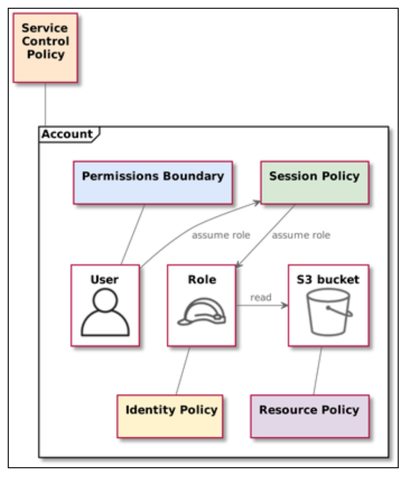 Service
Control
Policy
Account
Permissions Boundary
Session Policy
assume role
assume role
User
Role
S3 bucket
read
Identity Policy
Resource Policy